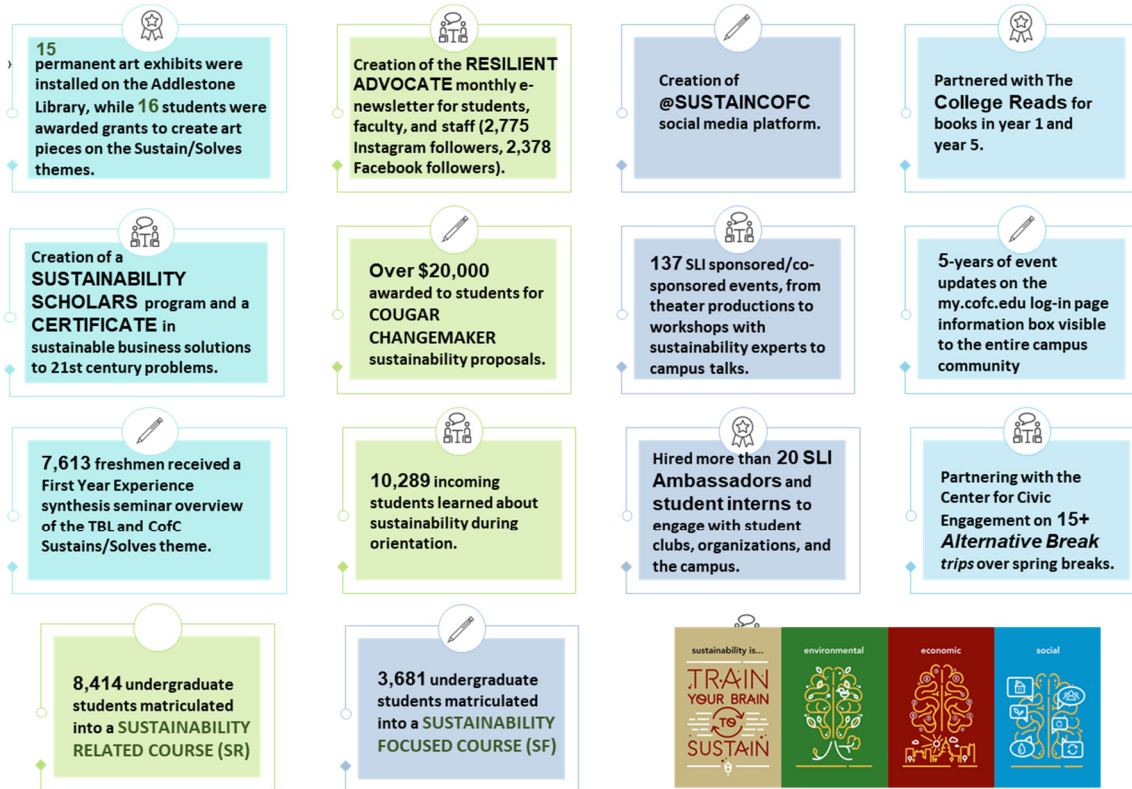 15
permanent art exhibits were
installed on the Addlestone
Library, while 16 students were
awarded grants to create art
pieces on the Sustain/Solves
themes.
Creation of the RESILIENT
ADVOCATE monthly e-
newsletter for students,
faculty, and staff (2,775
Instagram followers, 2,378
Facebook followers).
Creation of
@SUSTAINCOFC
social media platform.
Partnered with The
College Reads for
books in year 1 and
year 5.
Creation of a
SUSTAINABILITY
SCHOLARS program and a
CERTIFICATE in
sustainable business solutions
to 21st century problems.
Over $20,000
awarded to students for
COUGAR
CHANGEMAKER
sustainability proposals.
137 SLI sponsored/co-
sponsored events, from
theater productions to
workshops with
sustainability experts to
campus talks.
5-years of event
updates on the
my.cofc.edu log-in page
information box visible
to the entire campus
community
7,613 freshmen received a
First Year Experience
synthesis seminar overview
of the TBL and CofC
Sustains/Solves theme.
10,289 incoming
students learned about
sustainability during
orientation.
Hired more than 20 SLI
Ambassadors and
student interns to
engage with student
clubs, organizations, and
the campus.
Partnering with the
Center for Civic
Engagement on 15+
Alternative Break
trips over spring breaks.
8,414 undergraduate
students matriculated
into a SUSTAINABILITY
RELATED COURSE (SR)
3,681 undergraduate
students matriculated
into a SUSTAINABILITY
FOCUSED COURSE (SF)
sustainability is...
TRAIN
YOUR BRAIN
TO
SUSTAIN
environmental
economic
social